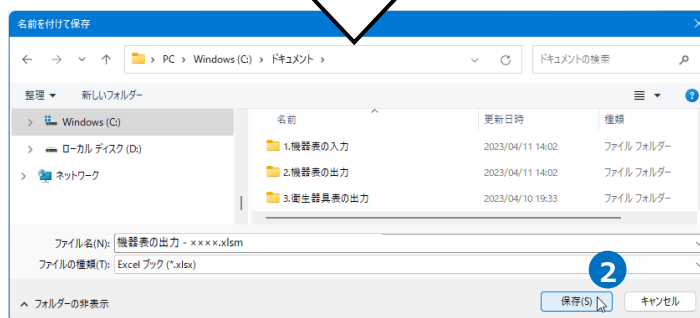 名前を付けて保存
PC › Windows (C:) › ドキュメント ›
ドキュメントの検索
整理 新しいフォルダー
名前 更新日時 種類
Windows (C:)
ローカル ディスク (D:)
ネットワーク
1.機器表の入力 2023/04/11 14:02 ファイル フォルダー
2.機器表の出力 2023/04/11 14:02 ファイル フォルダー
3.衛生器具表の出力 2023/04/10 19:33 ファイル フォルダー
ファイル名(N): 機器表の出力 - ××××.xlsm
ファイルの種類(T): Excel ブック (*.xlsx)
2
フォルダーの非表示 保存(S) キャンセル